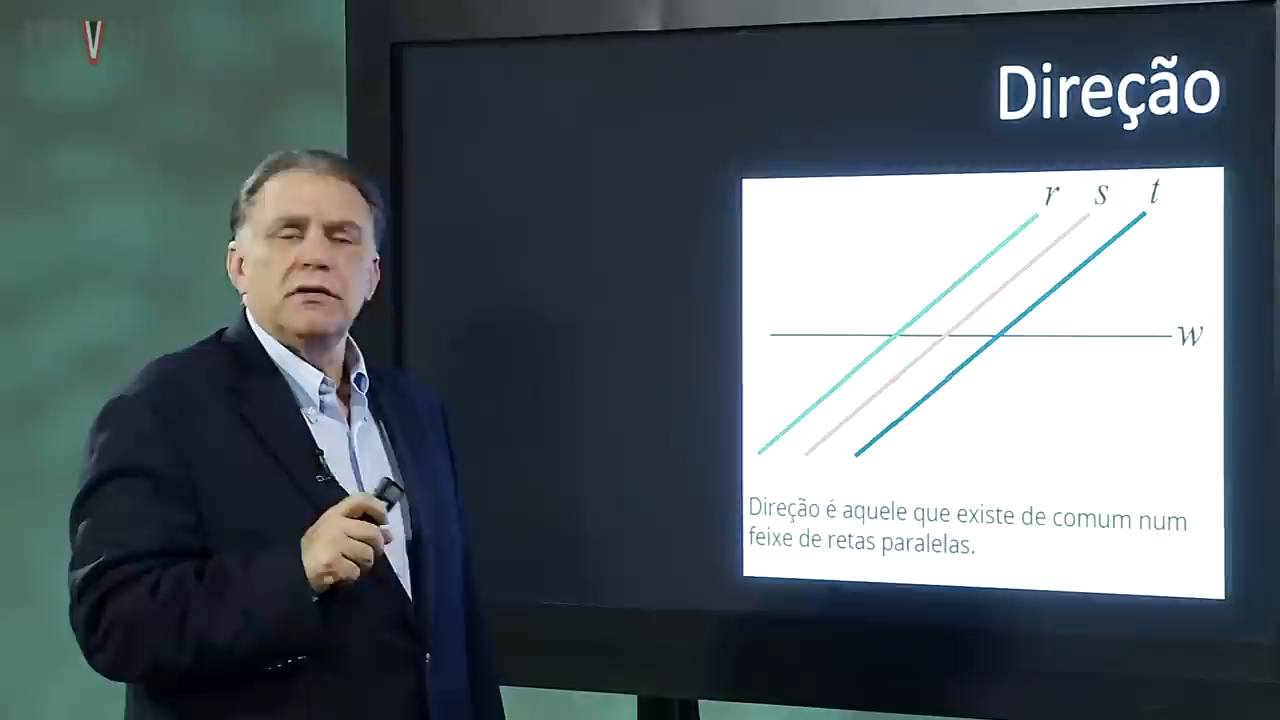 V
Direção
r s t
w
Direção é aquele que existe de comum num
feixe de retas paralelas.